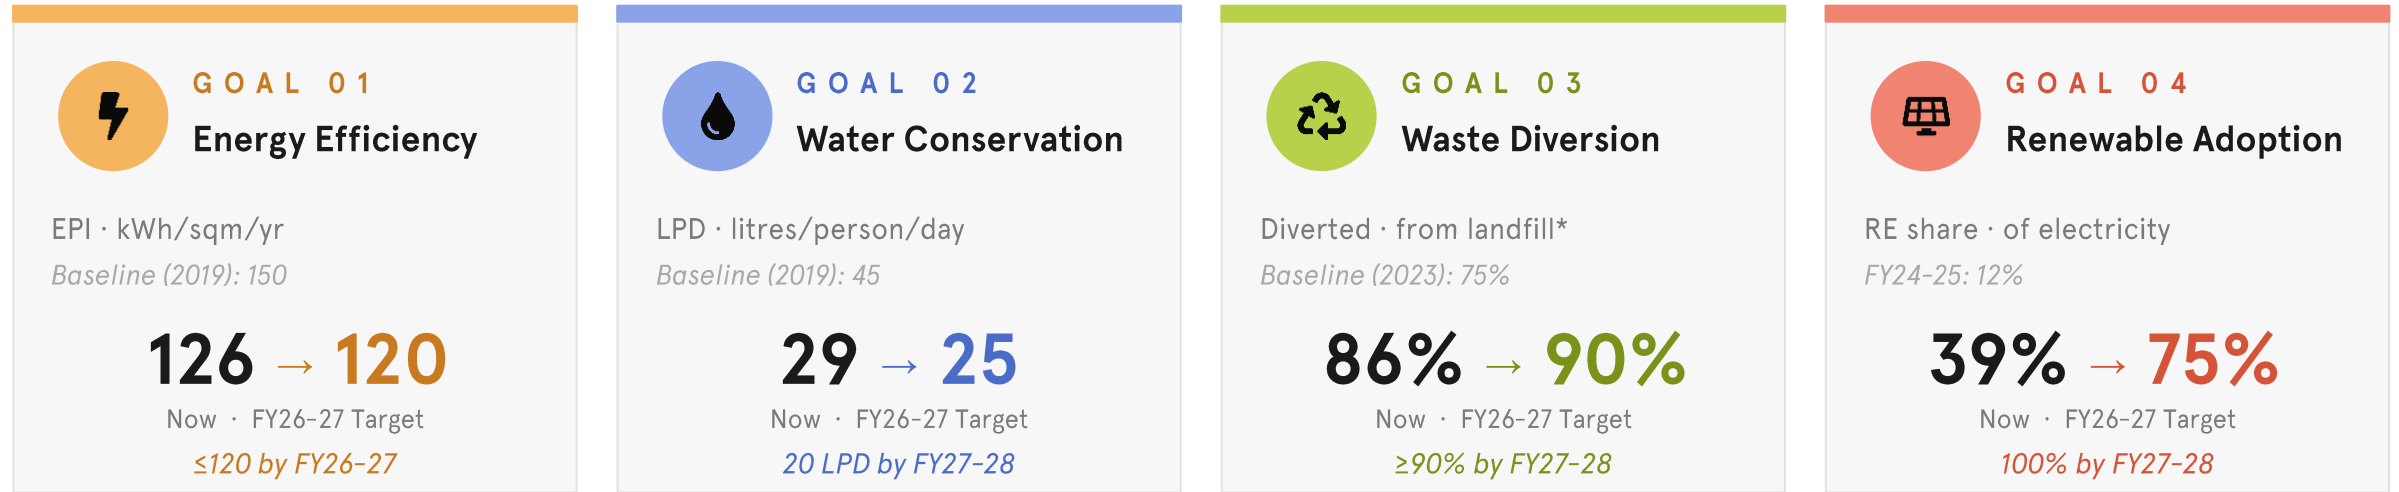 GOAL 01
Energy Efficiency
EPI · kWh/sqm/yr
Baseline (2019): 150
126 → 120
Now · FY26-27 Target
≤120 by FY26-27
GOAL 02
Water Conservation
LPD · litres/person/day
Baseline (2019): 45
29 → 25
Now · FY26-27 Target
20 LPD by FY27-28
GOAL 03
Waste Diversion
Diverted · from landfill*
Baseline (2023): 75%
86% → 90%
Now · FY26-27 Target
≥90% by FY27-28
GOAL 04
Renewable Adoption
RE share · of electricity
FY24-25: 12%
39% → 75%
Now · FY26-27 Target
100% by FY27-28